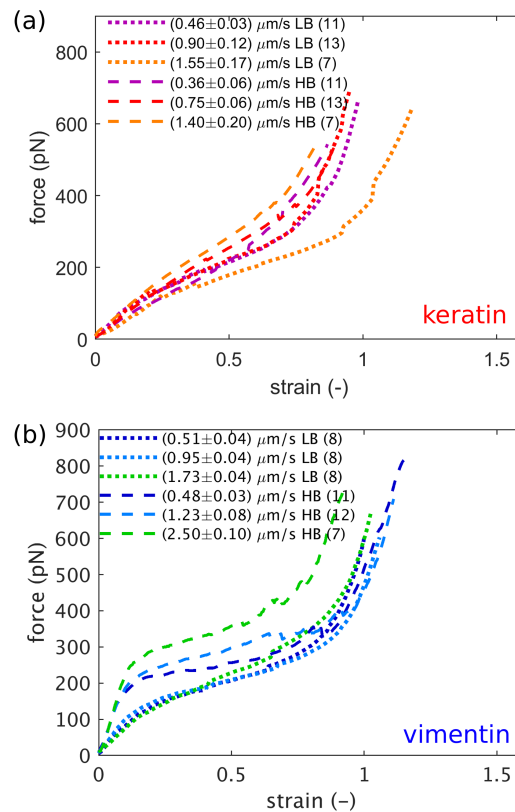 (a)
900
(0.46±0.03) μm/s LB (11)
(0.90±0.12) μm/s LB (13)
(1.55±0.17) μm/s LB (7)
(0.36±0.06) μm/s HB (11)
(0.75±0.06) μm/s HB (13)
(1.40±0.20) μm/s HB (7)
800
600
400
200
0
force (pN)
keratin
0 0.5 1 1.5
strain (-)
(b)
900
(0.51±0.04) μm/s LB (8)
(0.95±0.04) μm/s LB (8)
(1.73±0.04) μm/s LB (8)
(0.48±0.03) μm/s HB (11)
(1.23±0.08) μm/s HB (12)
(2.50±0.10) μm/s HB (7)
800
700
600
500
400
300
200
100
0
force (pN)
vimentin
0 0.5 1 1.5
strain (–)